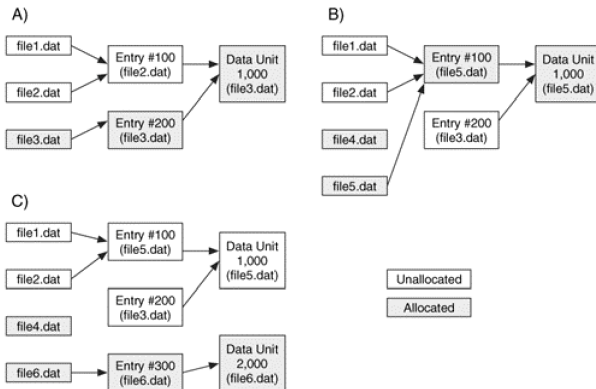 A)
file1.dat
file2.dat
file3.dat
Entry #100
(file2.dat)
Entry #200
(file3.dat)
Data Unit
1,000
(file3.dat)
B)
file1.dat
file2.dat
file4.dat
file5.dat
Entry #100
(file5.dat)
Entry #200
(file3.dat)
Data Unit
1,000
(file5.dat)
C)
file1.dat
file2.dat
file4.dat
file6.dat
Entry #100
(file5.dat)
Entry #200
(file3.dat)
Entry #300
(file6.dat)
Data Unit
1,000
(file5.dat)
Data Unit
2,000
(file6.dat)
Unallocated
Allocated